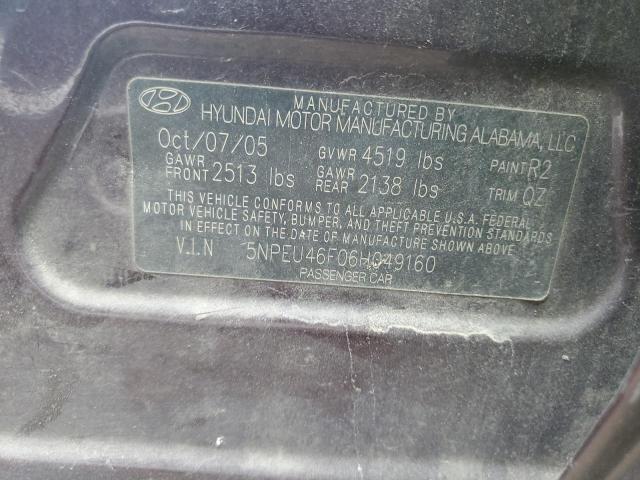 MANUFACTURED BY
HYUNDAI MOTOR MANUFACTURING ALABAMA, LLC
Oct/07/05 GVWR 4519 lbs PAINT R2
GAWR FRONT 2513 lbs GAWR REAR 2138 lbs TRIM QZ
THIS VEHICLE CONFORMS TO ALL APPLICABLE U.S.A. FEDERAL
MOTOR VEHICLE SAFETY, BUMPER, AND THEFT PREVENTION STANDARDS
IN EFFECT ON THE DATE OF MANUFACTURE SHOWN ABOVE
V.I.N 5NPEU46F06H049160
PASSENGER CAR